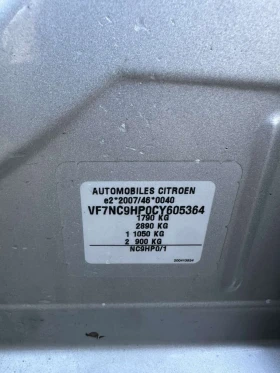 AUTOMOBILES CITROEN
e2*2007/46*0040
VF7NC9HP0CY605364
1790 KG
2890 KG
1 1050 KG
2 900 KG
NC9HP0/1